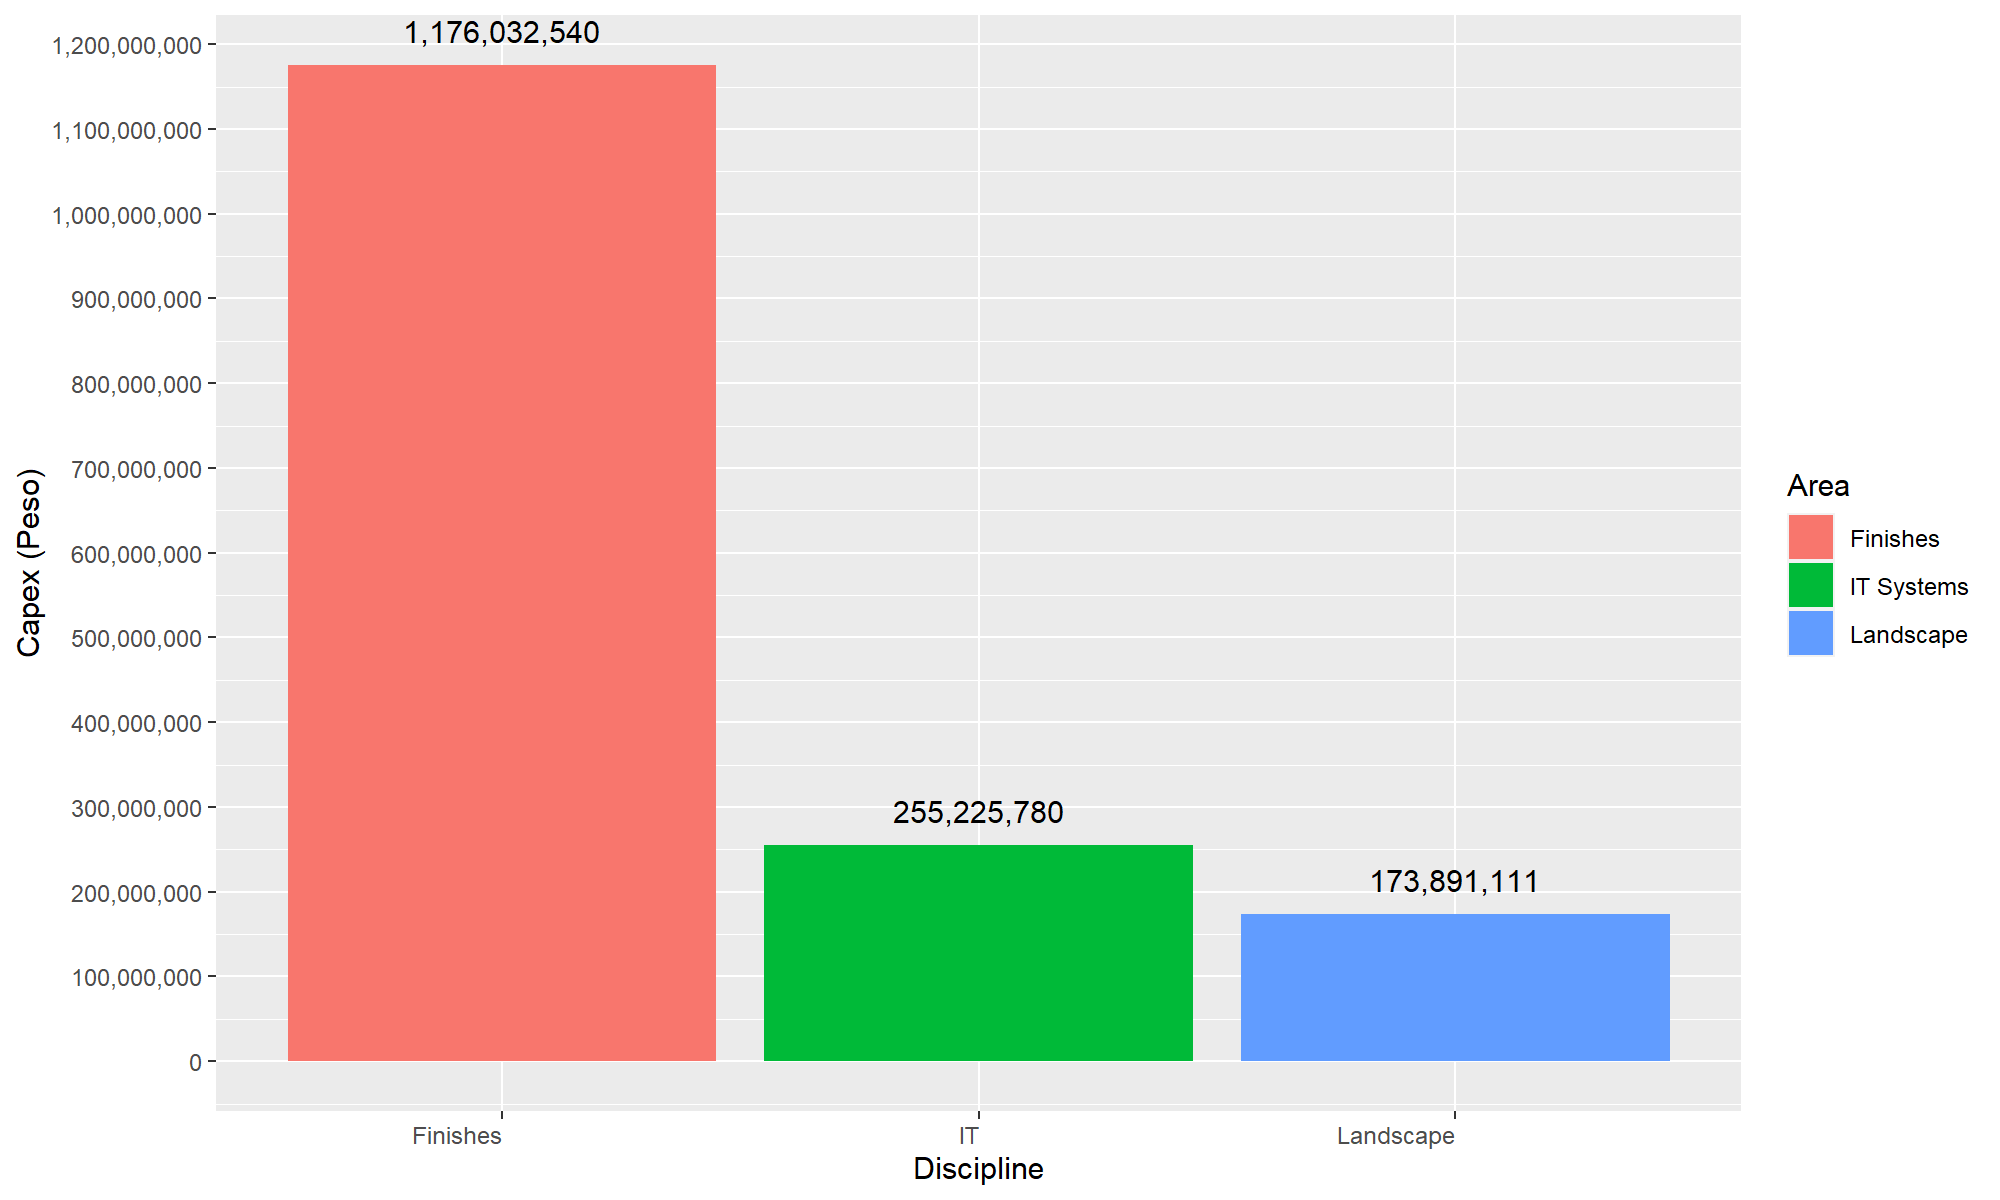 1,176,032,540
1,200,000,000
1,100,000,000
1,000,000,000
900,000,000
800,000,000
700,000,000
600,000,000
500,000,000
400,000,000
300,000,000
200,000,000
100,000,000
0
Capex (Peso)
255,225,780
173,891,111
Finishes
IT
Landscape
Discipline
Area
Finishes
IT Systems
Landscape